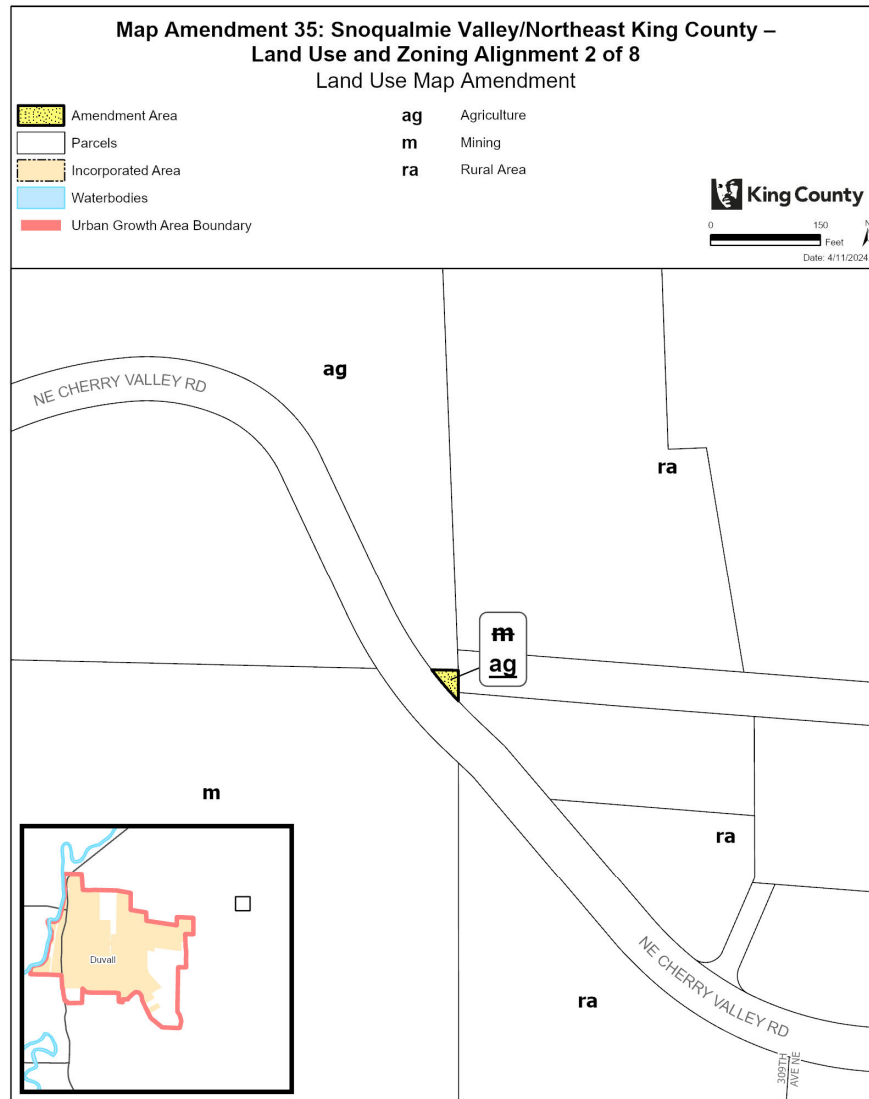 Map Amendment 35: Snoqualmie Valley/Northeast King County –
Land Use and Zoning Alignment 2 of 8
Land Use Map Amendment
Amendment Area
Parcels
Incorporated Area
Waterbodies
Urban Growth Area Boundary
ag Agriculture
m Mining
ra Rural Area
King County
0 150
Feet
N
Date: 4/11/2024
ag
NE CHERRY VALLEY RD
ra
m
ag
m
ra
Duvall
ra
NE CHERRY VALLEY RD
309TH
AVE NE